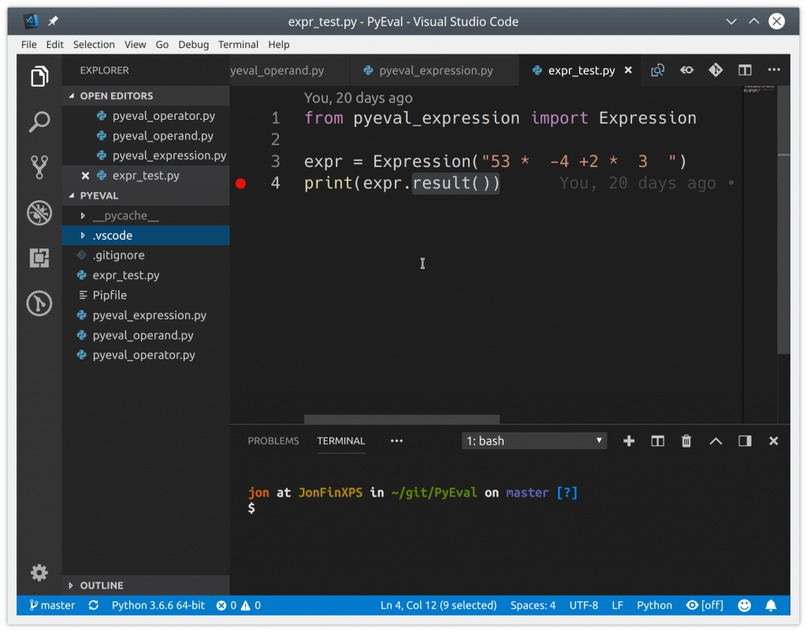 expr_test.py - PyEval - Visual Studio Code
File Edit Selection View Go Debug Terminal Help
EXPLORER
OPEN EDITORS
pyeval_operator.py
pyeval_operand.py
pyeval_expression.py
expr_test.py
PYEVAL
__pycache__
.vscode
.gitignore
expr_test.py
Pipfile
pyeval_expression.py
pyeval_operand.py
pyeval_operator.py
OUTLINE
yeval_operand.py pyeval_expression.py expr_test.py
You, 20 days ago
1 from pyeval_expression import Expression
2
3 expr = Expression("53 *  -4 +2 *  3  ")
4 print(expr.result()) You, 20 days ago •
PROBLEMS TERMINAL 1: bash
jon at JonFinXPS in ~/git/PyEval on master [?]
$
master Python 3.6.6 64-bit 0 0 Ln 4, Col 12 (9 selected) Spaces: 4 UTF-8 LF Python [off]